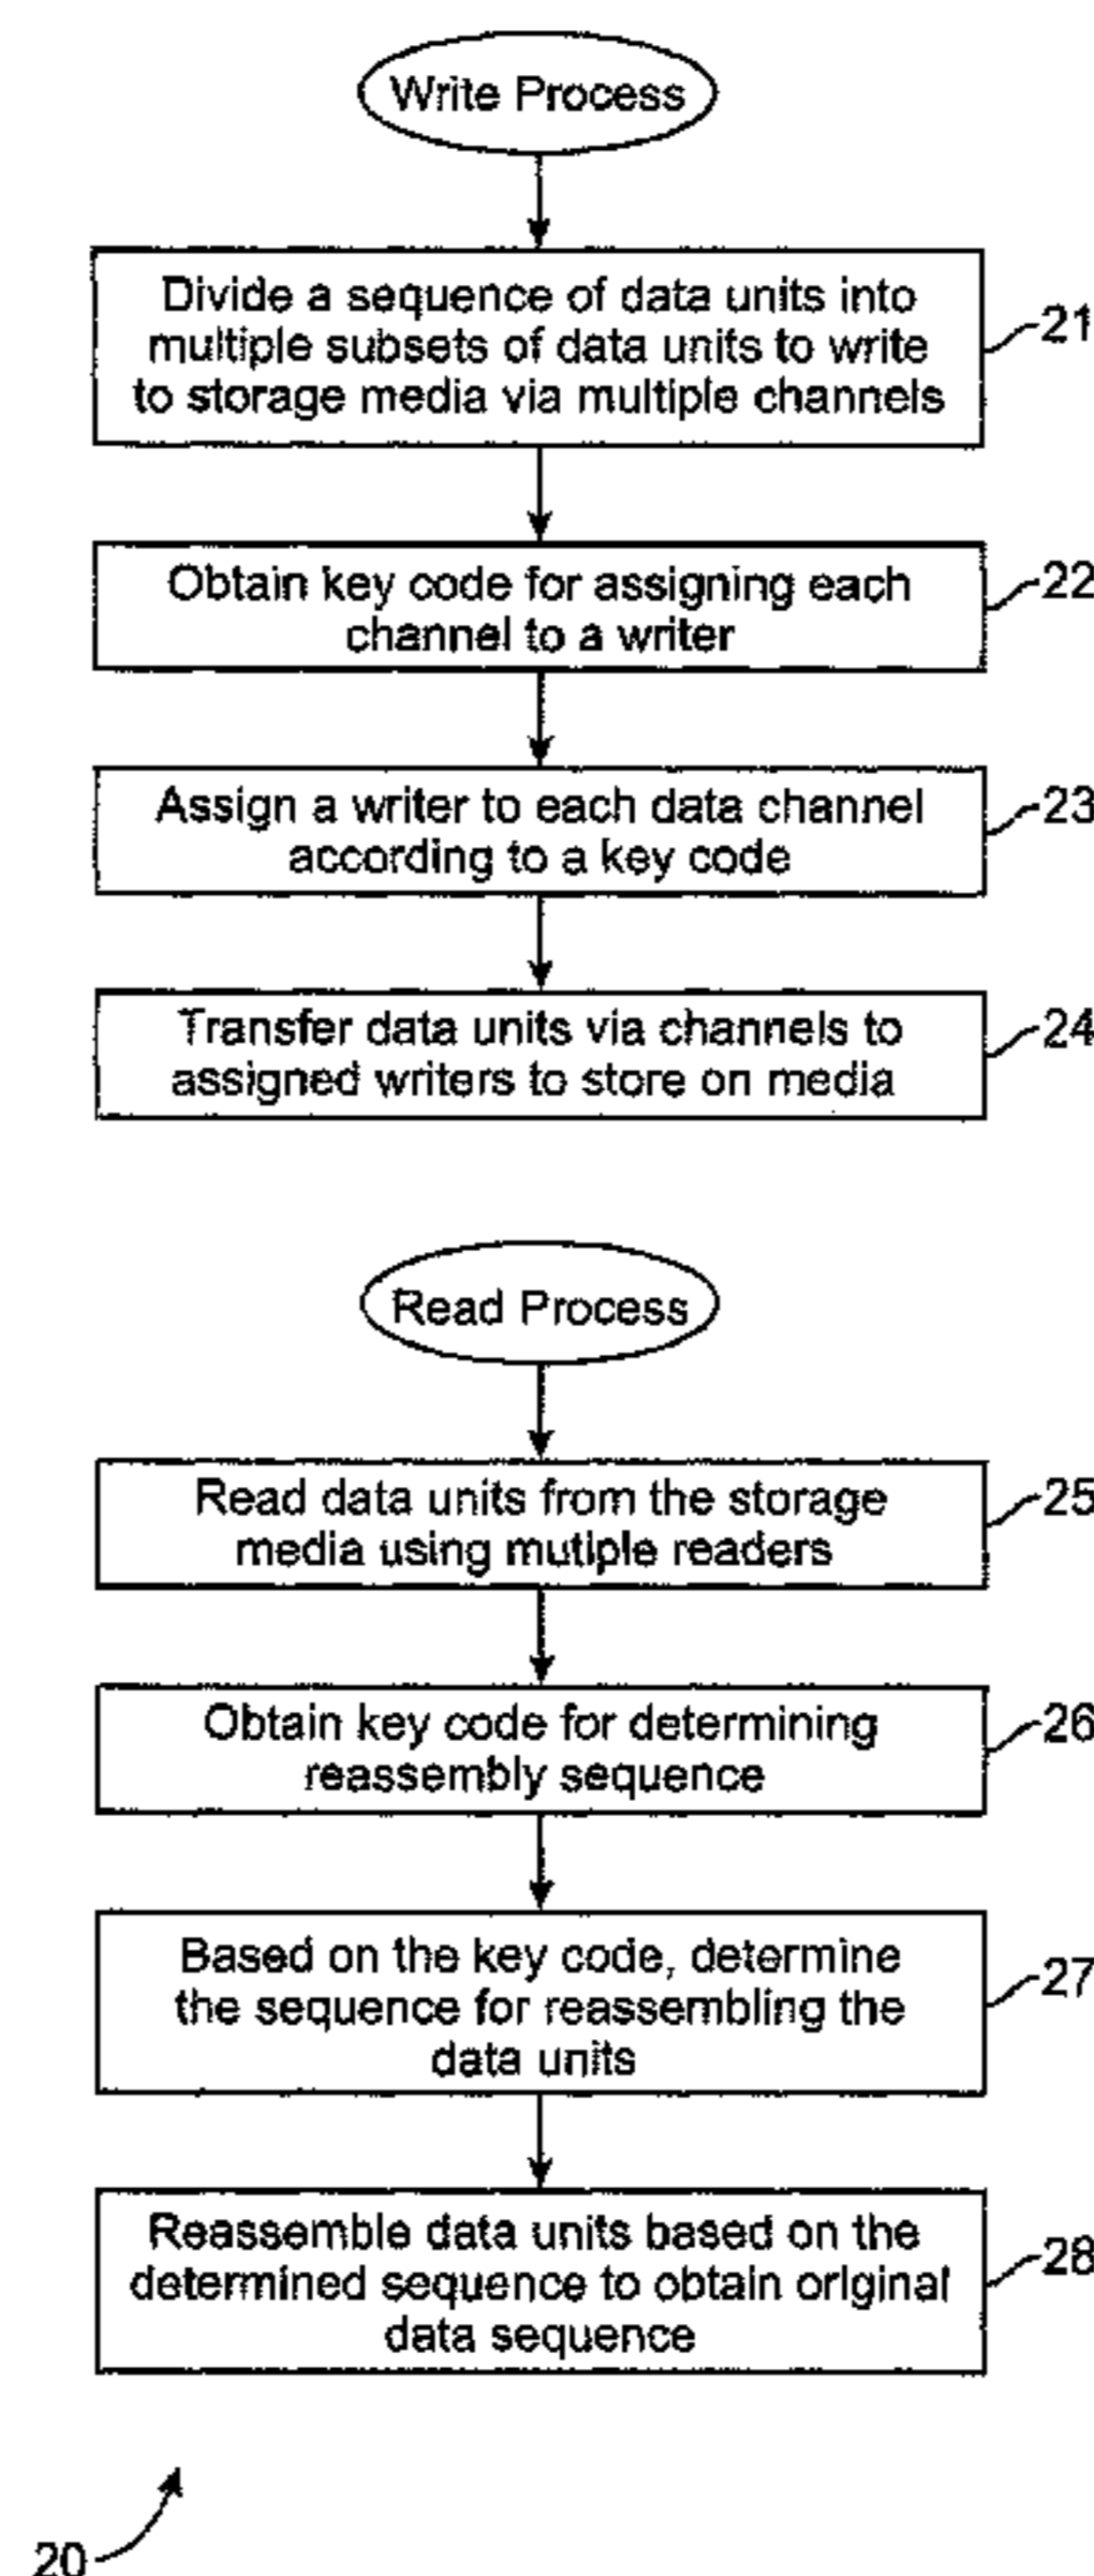 Write Process
Divide a sequence of data units into
multiple subsets of data units to write
to storage media via multiple channels
21
Obtain key code for assigning each
channel to a writer
22
Assign a writer to each data channel
according to a key code
23
Transfer data units via channels to
assigned writers to store on media
24
Read Process
Read data units from the storage
media using mutiple readers
25
Obtain key code for determining
reassembly sequence
26
Based on the key code, determine
the sequence for reassembling the
data units
27
Reassemble data units based on the
determined sequence to obtain original
data sequence
28
20